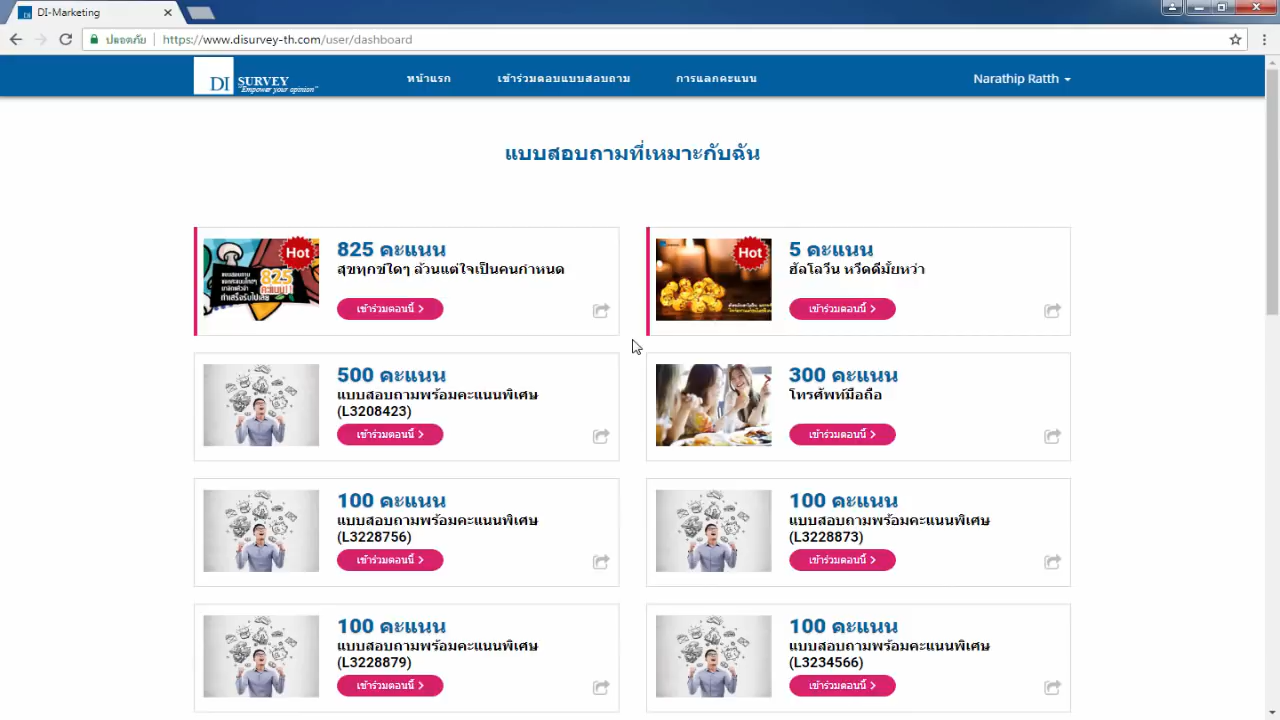 DI-Marketing
ปลอดภัย
https://www.disurvey-th.com/user/dashboard
DI SURVEY
"Empower your opinion"
หน้าแรก
เข้าร่วมตอบแบบสอบถาม
การแลกคะแนน
Narathip Ratth
แบบสอบถามที่เหมาะกับฉัน
Hot
825
คะแนน!!
825 คะแนน
สุขทุกข์ใดๆ ล้วนแต่ใจเป็นคนกำหนด
เข้าร่วมตอนนี้
Hot
5 คะแนน
ฮัลโลวีน หวีดดีมั้ยหว่า
เข้าร่วมตอนนี้
500 คะแนน
แบบสอบถามพร้อมคะแนนพิเศษ
(L3208423)
เข้าร่วมตอนนี้
300 คะแนน
โทรศัพท์มือถือ
เข้าร่วมตอนนี้
100 คะแนน
แบบสอบถามพร้อมคะแนนพิเศษ
(L3228756)
เข้าร่วมตอนนี้
100 คะแนน
แบบสอบถามพร้อมคะแนนพิเศษ
(L3228873)
เข้าร่วมตอนนี้
100 คะแนน
แบบสอบถามพร้อมคะแนนพิเศษ
(L3228879)
เข้าร่วมตอนนี้
100 คะแนน
แบบสอบถามพร้อมคะแนนพิเศษ
(L3234566)
เข้าร่วมตอนนี้